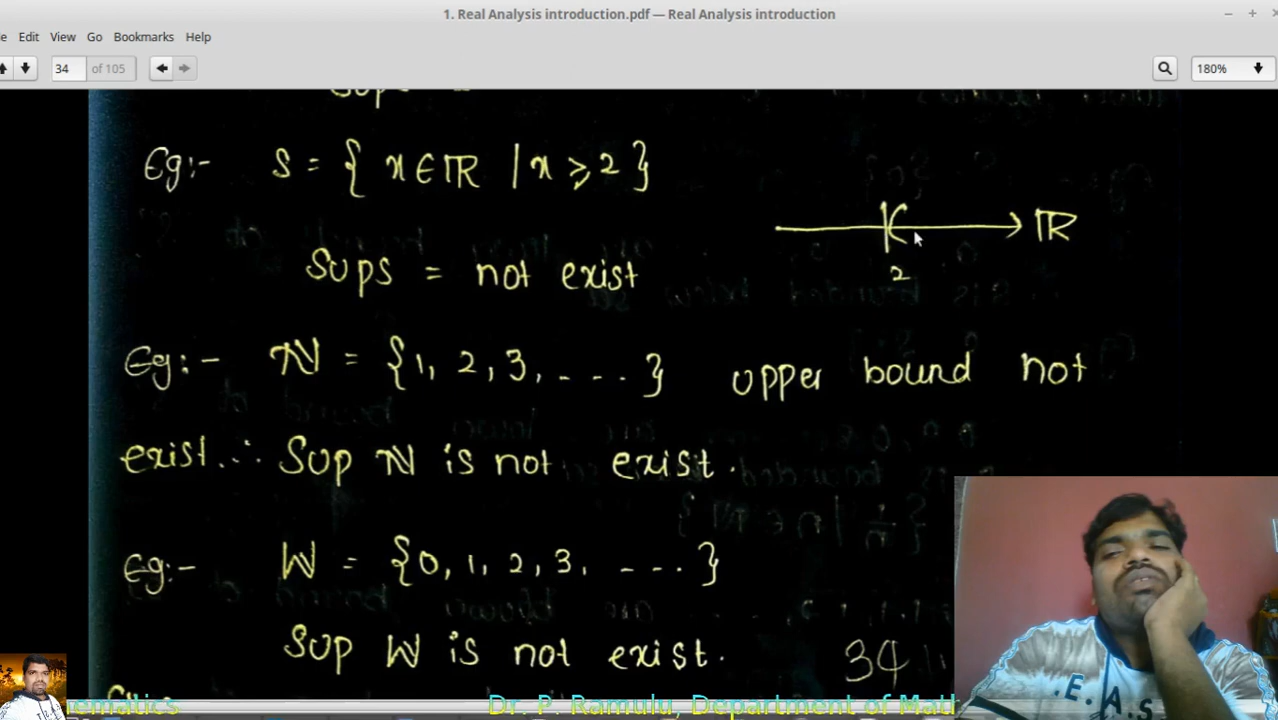 1. Real Analysis introduction.pdf — Real Analysis introduction
Edit View Go Bookmarks Help
34 of 105 180%
Eg:- S = { x ∈ ℝ | x ⩾ 2 }
ℝ
2
Sup S = not exist
Eg:- ℕ = {1, 2, 3, - - - } upper bound not
exist. ∴ Sup ℕ is not exist.
Eg:- W = {0, 1, 2, 3, - - - }
Sup W is not exist.
34
E.A.S
ematics Dr. P. Ramulu, Department of Math